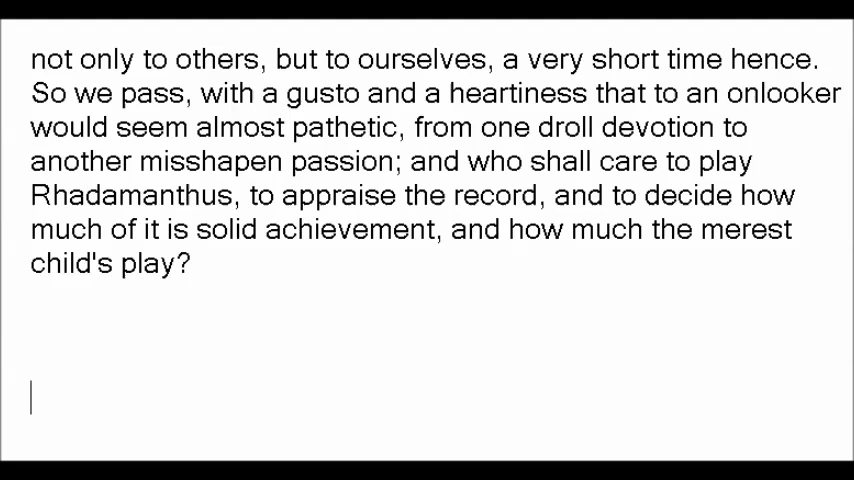 not only to others, but to ourselves, a very short time hence.
So we pass, with a gusto and a heartiness that to an onlooker
would seem almost pathetic, from one droll devotion to
another misshapen passion; and who shall care to play
Rhadamanthus, to appraise the record, and to decide how
much of it is solid achievement, and how much the merest
child's play?